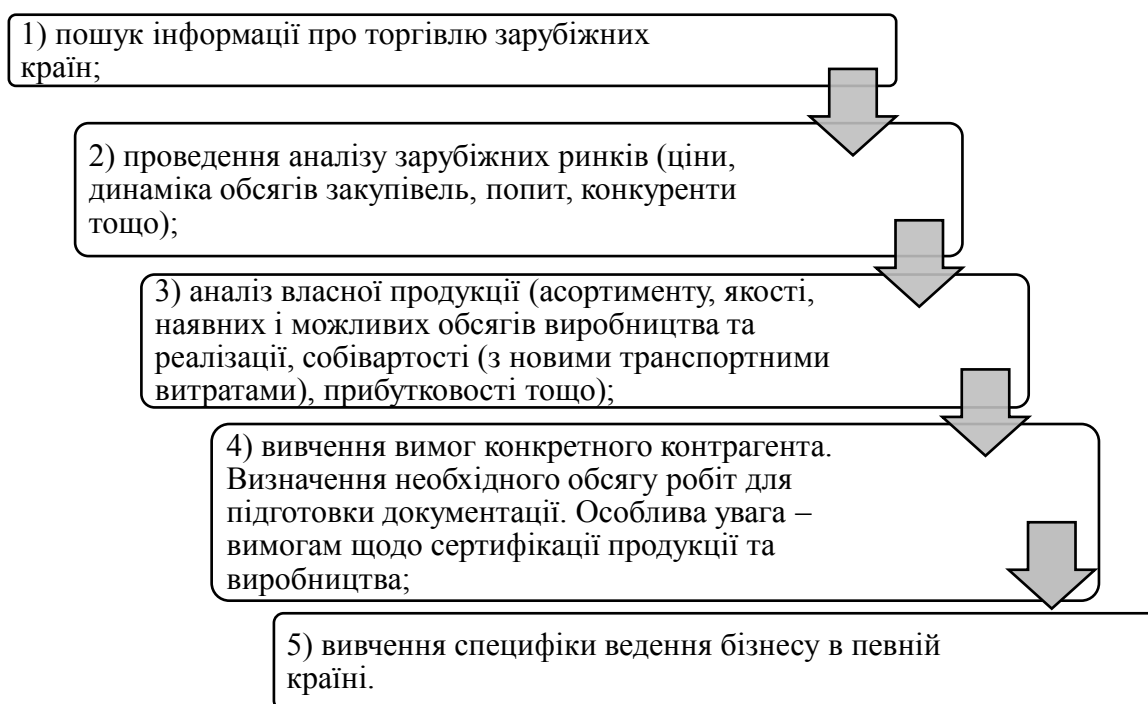 1) пошук інформації про торгівлю зарубіжних
країн;
2) проведення аналізу зарубіжних ринків (ціни,
динаміка обсягів закупівель, попит, конкуренти
тощо);
3) аналіз власної продукції (асортименту, якості,
наявних і можливих обсягів виробництва та
реалізації, собівартості (з новими транспортними
витратами), прибутковості тощо);
4) вивчення вимог конкретного контрагента.
Визначення необхідного обсягу робіт для
підготовки документації. Особлива увага –
вимогам щодо сертифікації продукції та
виробництва;
5) вивчення специфіки ведення бізнесу в певній
країні.